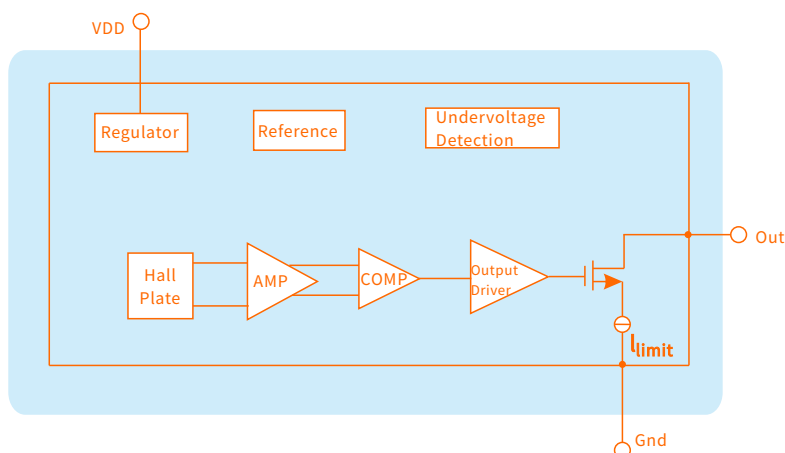 VDD
Regulator
Reference
Undervoltage
Detection
Out
Hall
Plate
AMP
COMP
Output
Driver
Ilimit
Gnd